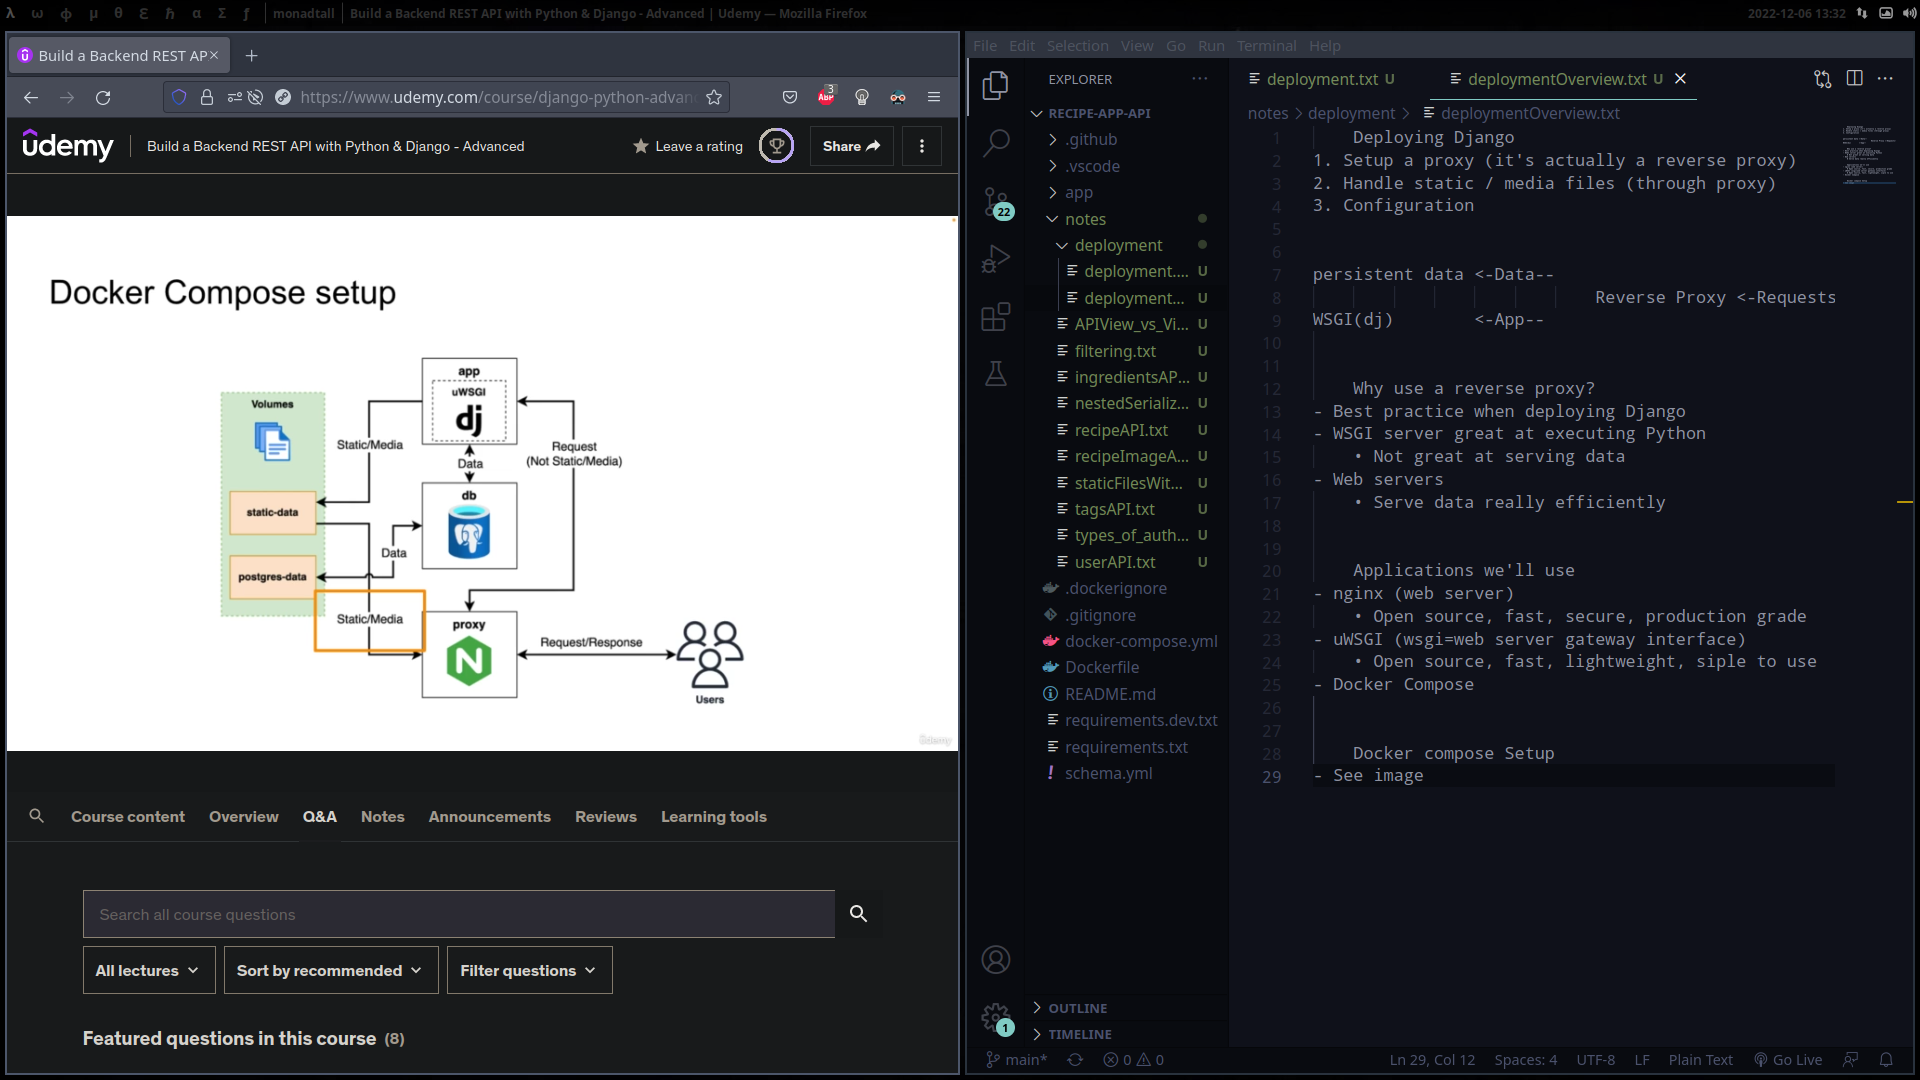 λ ω ф μ θ ε ħ α Σ ƒ monadtall Build a Backend REST API with Python & Django - Advanced | Udemy — Mozilla Firefox 2022-12-06 13:32
Build a Backend REST AP
https://www.udemy.com/course/django-python-advan
ABP 3
udemy Build a Backend REST API with Python & Django - Advanced Leave a rating Share
Docker Compose setup
app
uWSGI
dj
Volumes
Static/Media
Request
(Not Static/Media)
Data
db
static-data
Data
postgres-data
Static/Media
proxy
N
Request/Response
Users
udemy
Course content Overview Q&A Notes Announcements Reviews Learning tools
Search all course questions
All lectures Sort by recommended Filter questions
Featured questions in this course (8)
File Edit Selection View Go Run Terminal Help
EXPLORER
RECIPE-APP-API
.github
.vscode
app
22
notes
deployment
deployment.... U
deployment... U
APIView_vs_Vi... U
filtering.txt U
ingredientsAP... U
nestedSerializ... U
recipeAPI.txt U
recipeImageA... U
staticFilesWit... U
tagsAPI.txt U
types_of_auth... U
userAPI.txt U
.dockerignore
.gitignore
docker-compose.yml
Dockerfile
README.md
requirements.dev.txt
requirements.txt
schema.yml
OUTLINE
1
TIMELINE
deployment.txt U deploymentOverview.txt U
notes > deployment > deploymentOverview.txt
1 Deploying Django
2 1. Setup a proxy (it's actually a reverse proxy)
3 2. Handle static / media files (through proxy)
4 3. Configuration
5
6
7 persistent data <-Data--
8 Reverse Proxy <-Requests
9 WSGI(dj) <-App--
10
11
12 Why use a reverse proxy?
13 - Best practice when deploying Django
14 - WSGI server great at executing Python
15 • Not great at serving data
16 - Web servers
17 • Serve data really efficiently
18
19
20 Applications we'll use
21 - nginx (web server)
22 • Open source, fast, secure, production grade
23 - uWSGI (wsgi=web server gateway interface)
24 • Open source, fast, lightweight, siple to use
25 - Docker Compose
26
27
28 Docker compose Setup
29 - See image
main* 0 0 Ln 29, Col 12 Spaces: 4 UTF-8 LF Plain Text Go Live